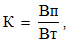 К = Вп / Вт ,